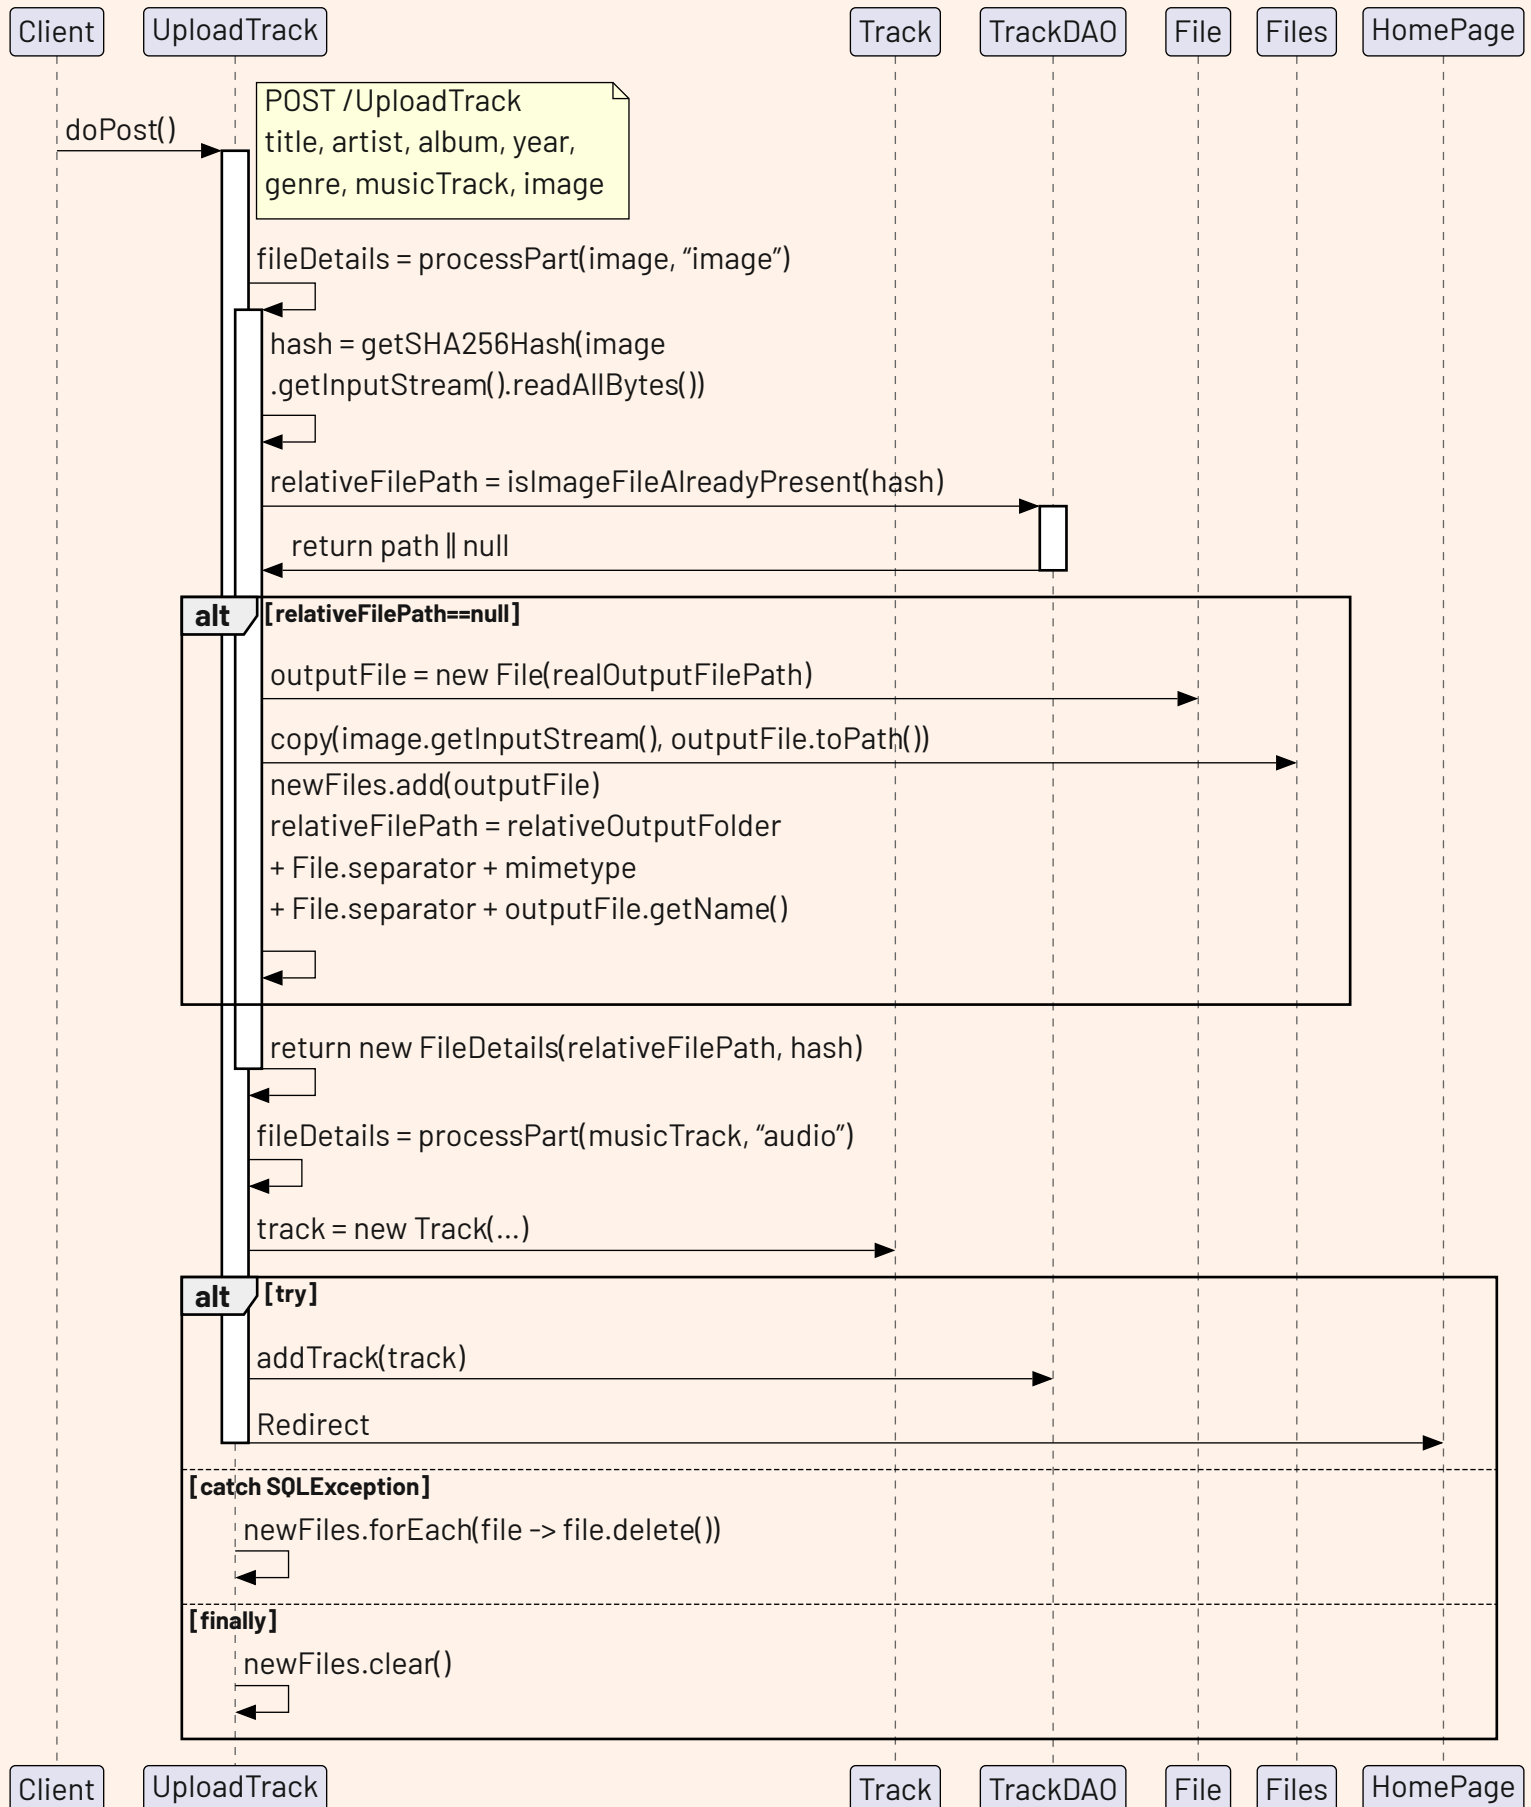 Client
UploadTrack
Track
TrackDAO
File
Files
HomePage
POST /UploadTrack
title, artist, album, year,
genre, musicTrack, image
doPost()
fileDetails = processPart(image, “image”)
hash = getSHA256Hash(image
.getInputStream().readAllBytes())
relativeFilePath = isImageFileAlreadyPresent(hash)
return path || null
alt
[relativeFilePath==null]
outputFile = new File(realOutputFilePath)
copy(image.getInputStream(), outputFile.toPath())
newFiles.add(outputFile)
relativeFilePath = relativeOutputFolder
+ File.separator + mimetype
+ File.separator + outputFile.getName()
return new FileDetails(relativeFilePath, hash)
fileDetails = processPart(musicTrack, “audio”)
track = new Track(...)
alt
[try]
addTrack(track)
Redirect
[catch SQLException]
newFiles.forEach(file -> file.delete())
[finally]
newFiles.clear()
Client
UploadTrack
Track
TrackDAO
File
Files
HomePage